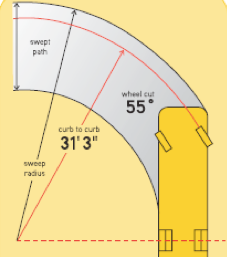 swept
path
wheel cut
55°
curb to curb
31' 3"
sweep
radius